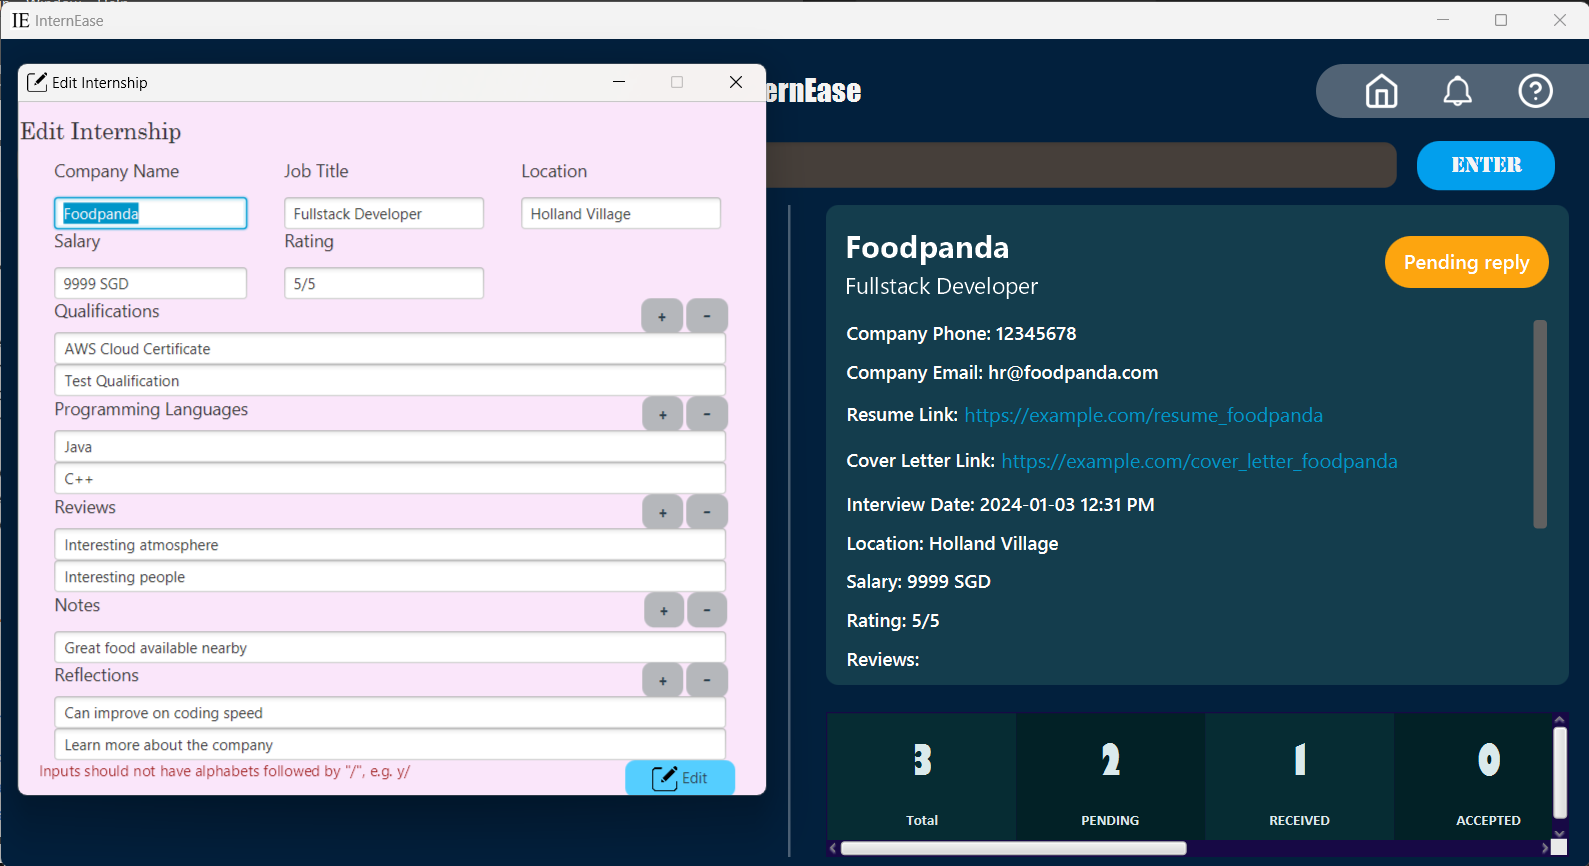 IE InternEase
Edit Internship
ernEase
Edit Internship
Company Name
Job Title
Location
Foodpanda
Fullstack Developer
Holland Village
Salary
Rating
9999 SGD
5/5
Qualifications
+
-
AWS Cloud Certificate
Test Qualification
Programming Languages
+
-
Java
C++
Reviews
+
-
Interesting atmosphere
Interesting people
Notes
+
-
Great food available nearby
Reflections
+
-
Can improve on coding speed
Learn more about the company
Inputs should not have alphabets followed by "/", e.g. y/
Edit
ENTER
Foodpanda
Pending reply
Fullstack Developer
Company Phone: 12345678
Company Email: hr@foodpanda.com
Resume Link: https://example.com/resume_foodpanda
Cover Letter Link: https://example.com/cover_letter_foodpanda
Interview Date: 2024-01-03 12:31 PM
Location: Holland Village
Salary: 9999 SGD
Rating: 5/5
Reviews:
3
2
1
0
Total
PENDING
RECEIVED
ACCEPTED